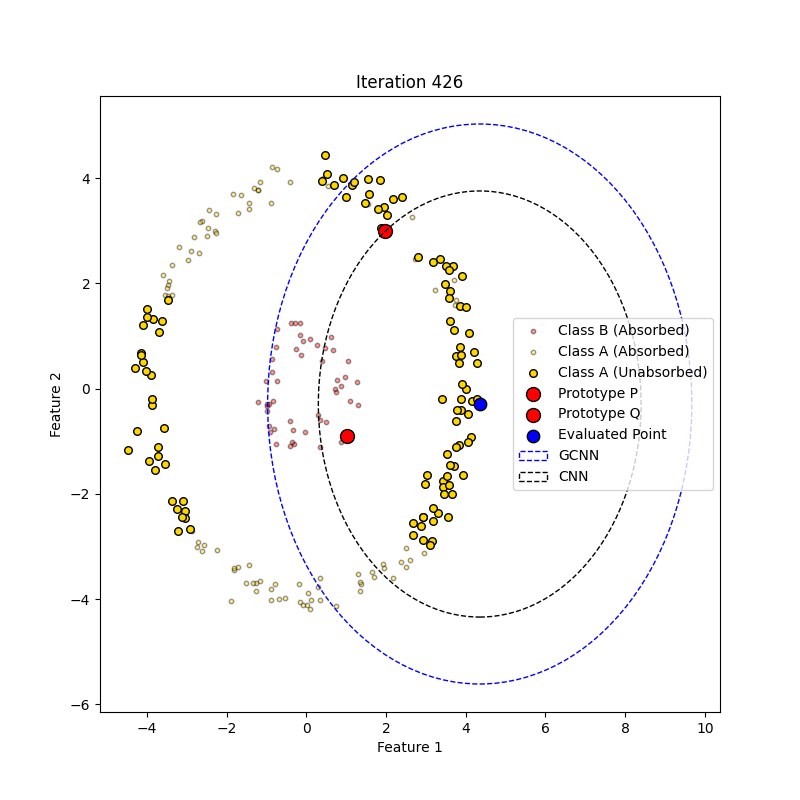 Iteration 426
Feature 2
4
2
0
−2
−4
−6
Class B (Absorbed)
Class A (Absorbed)
Class A (Unabsorbed)
Prototype P
Prototype Q
Evaluated Point
GCNN
CNN
−4 −2 0 2 4 6 8 10
Feature 1